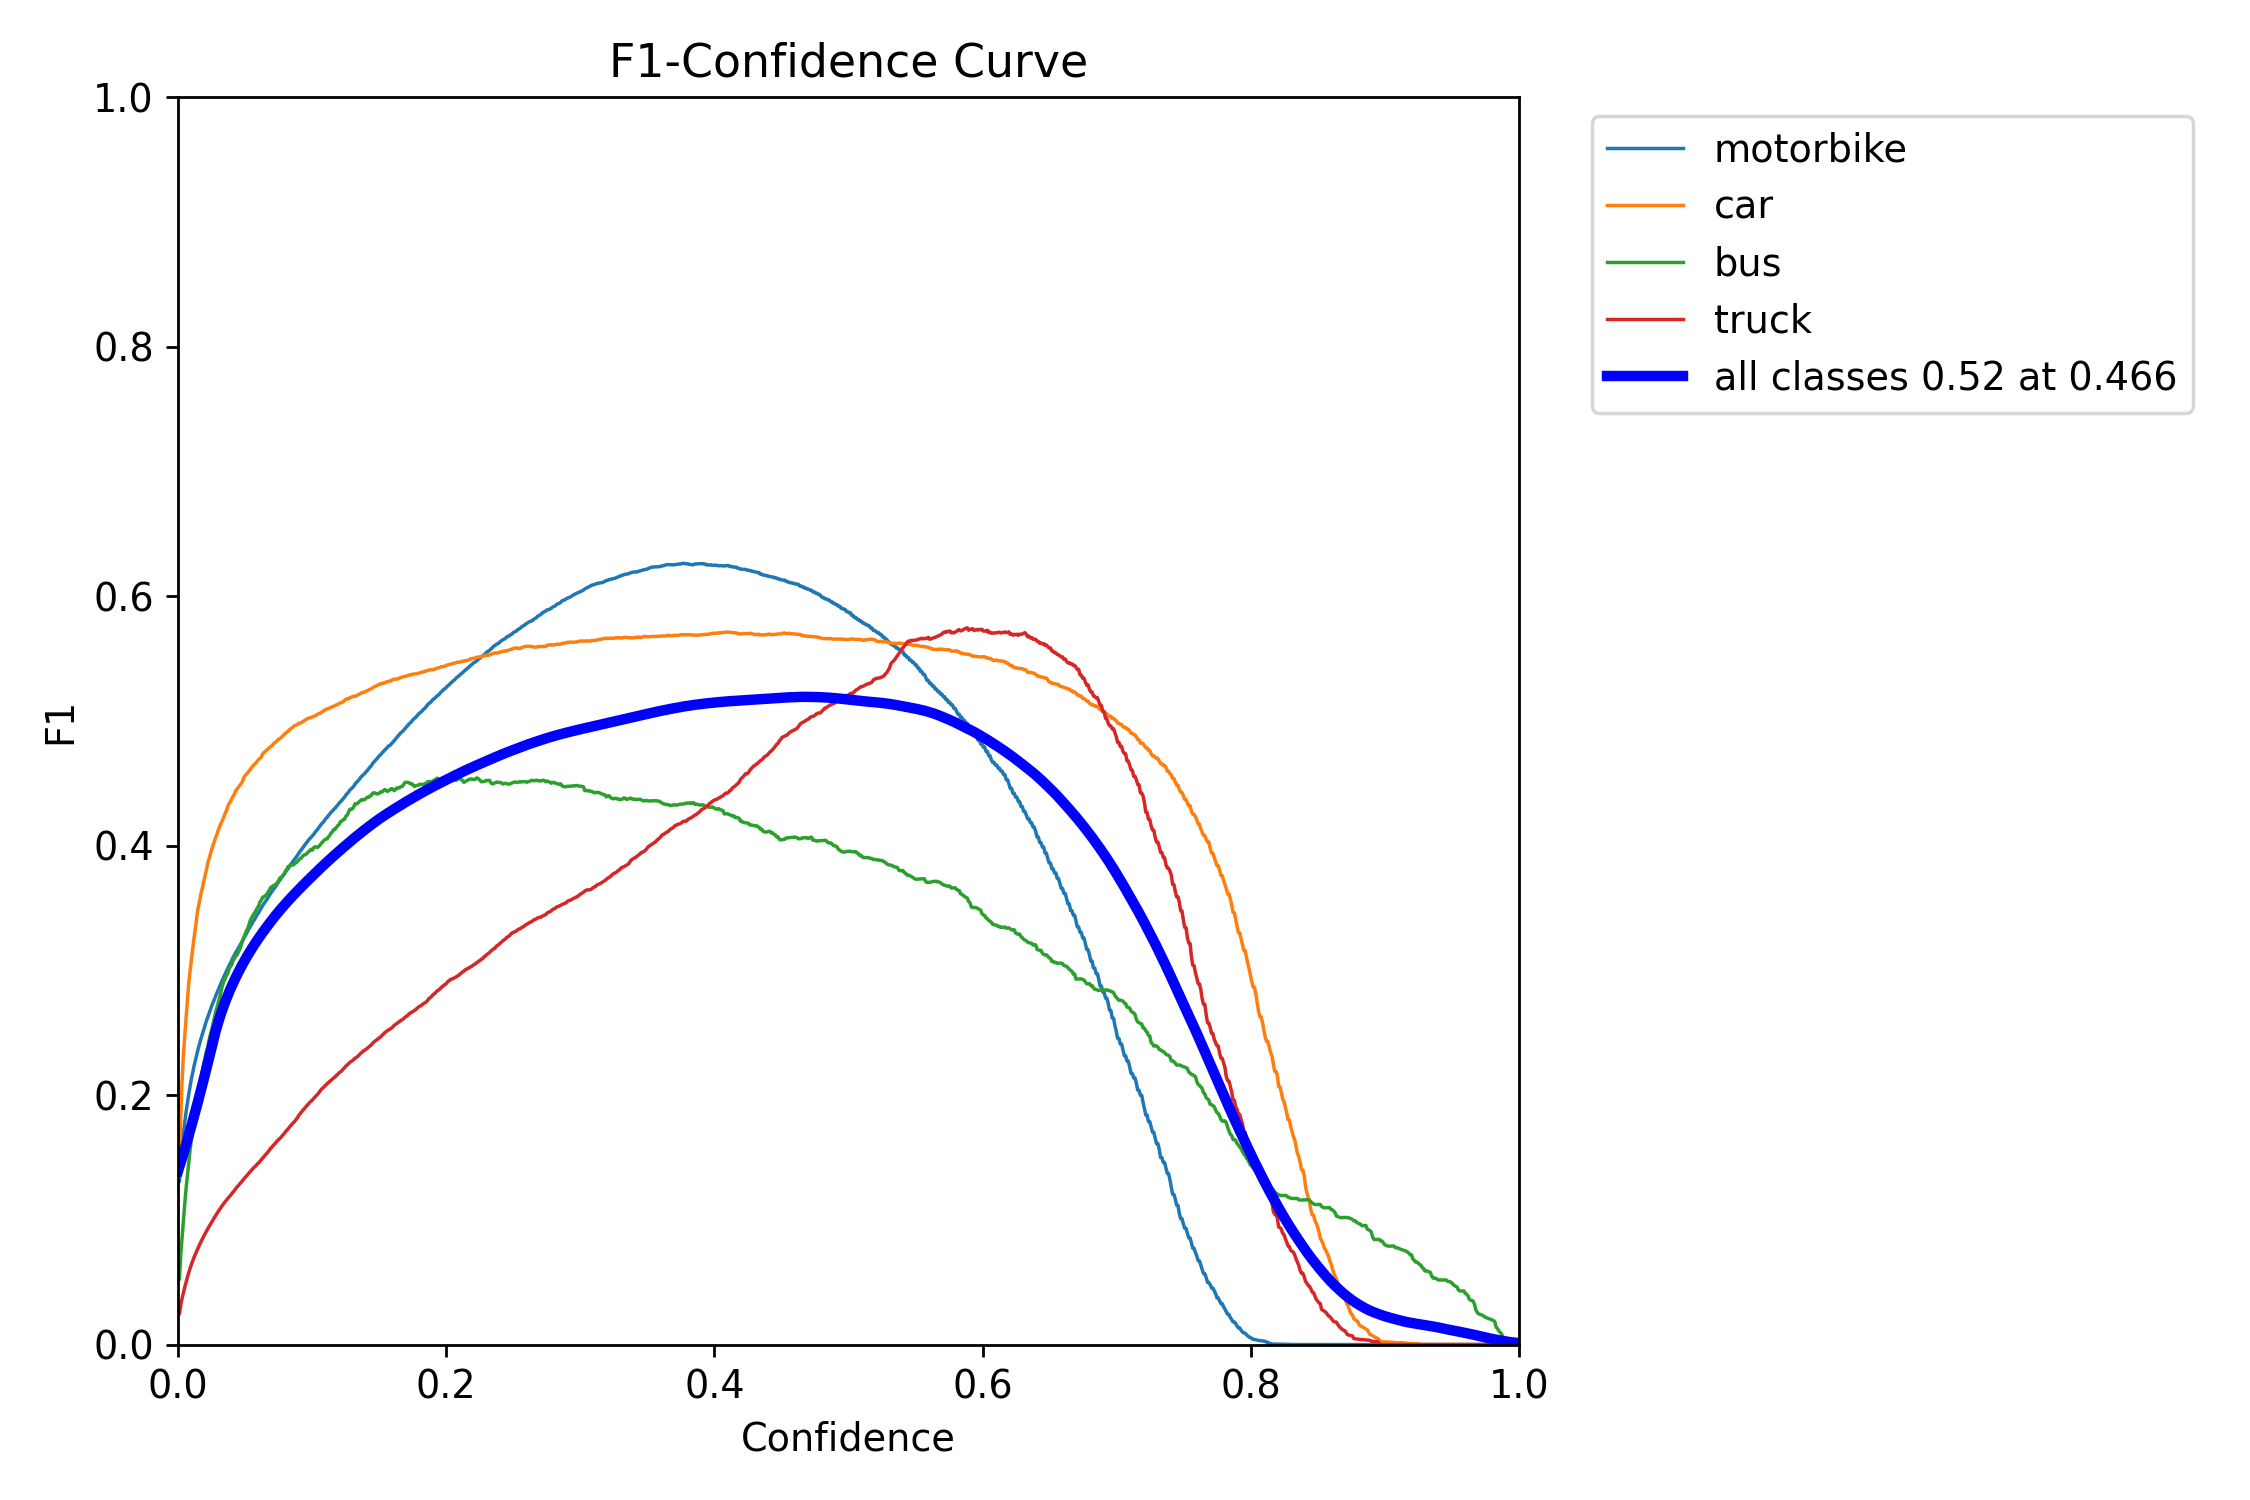 F1-Confidence Curve
1.0
0.8
0.6
0.4
0.2
0.0
F1
0.0 0.2 0.4 0.6 0.8 1.0
Confidence
motorbike
car
bus
truck
all classes 0.52 at 0.466